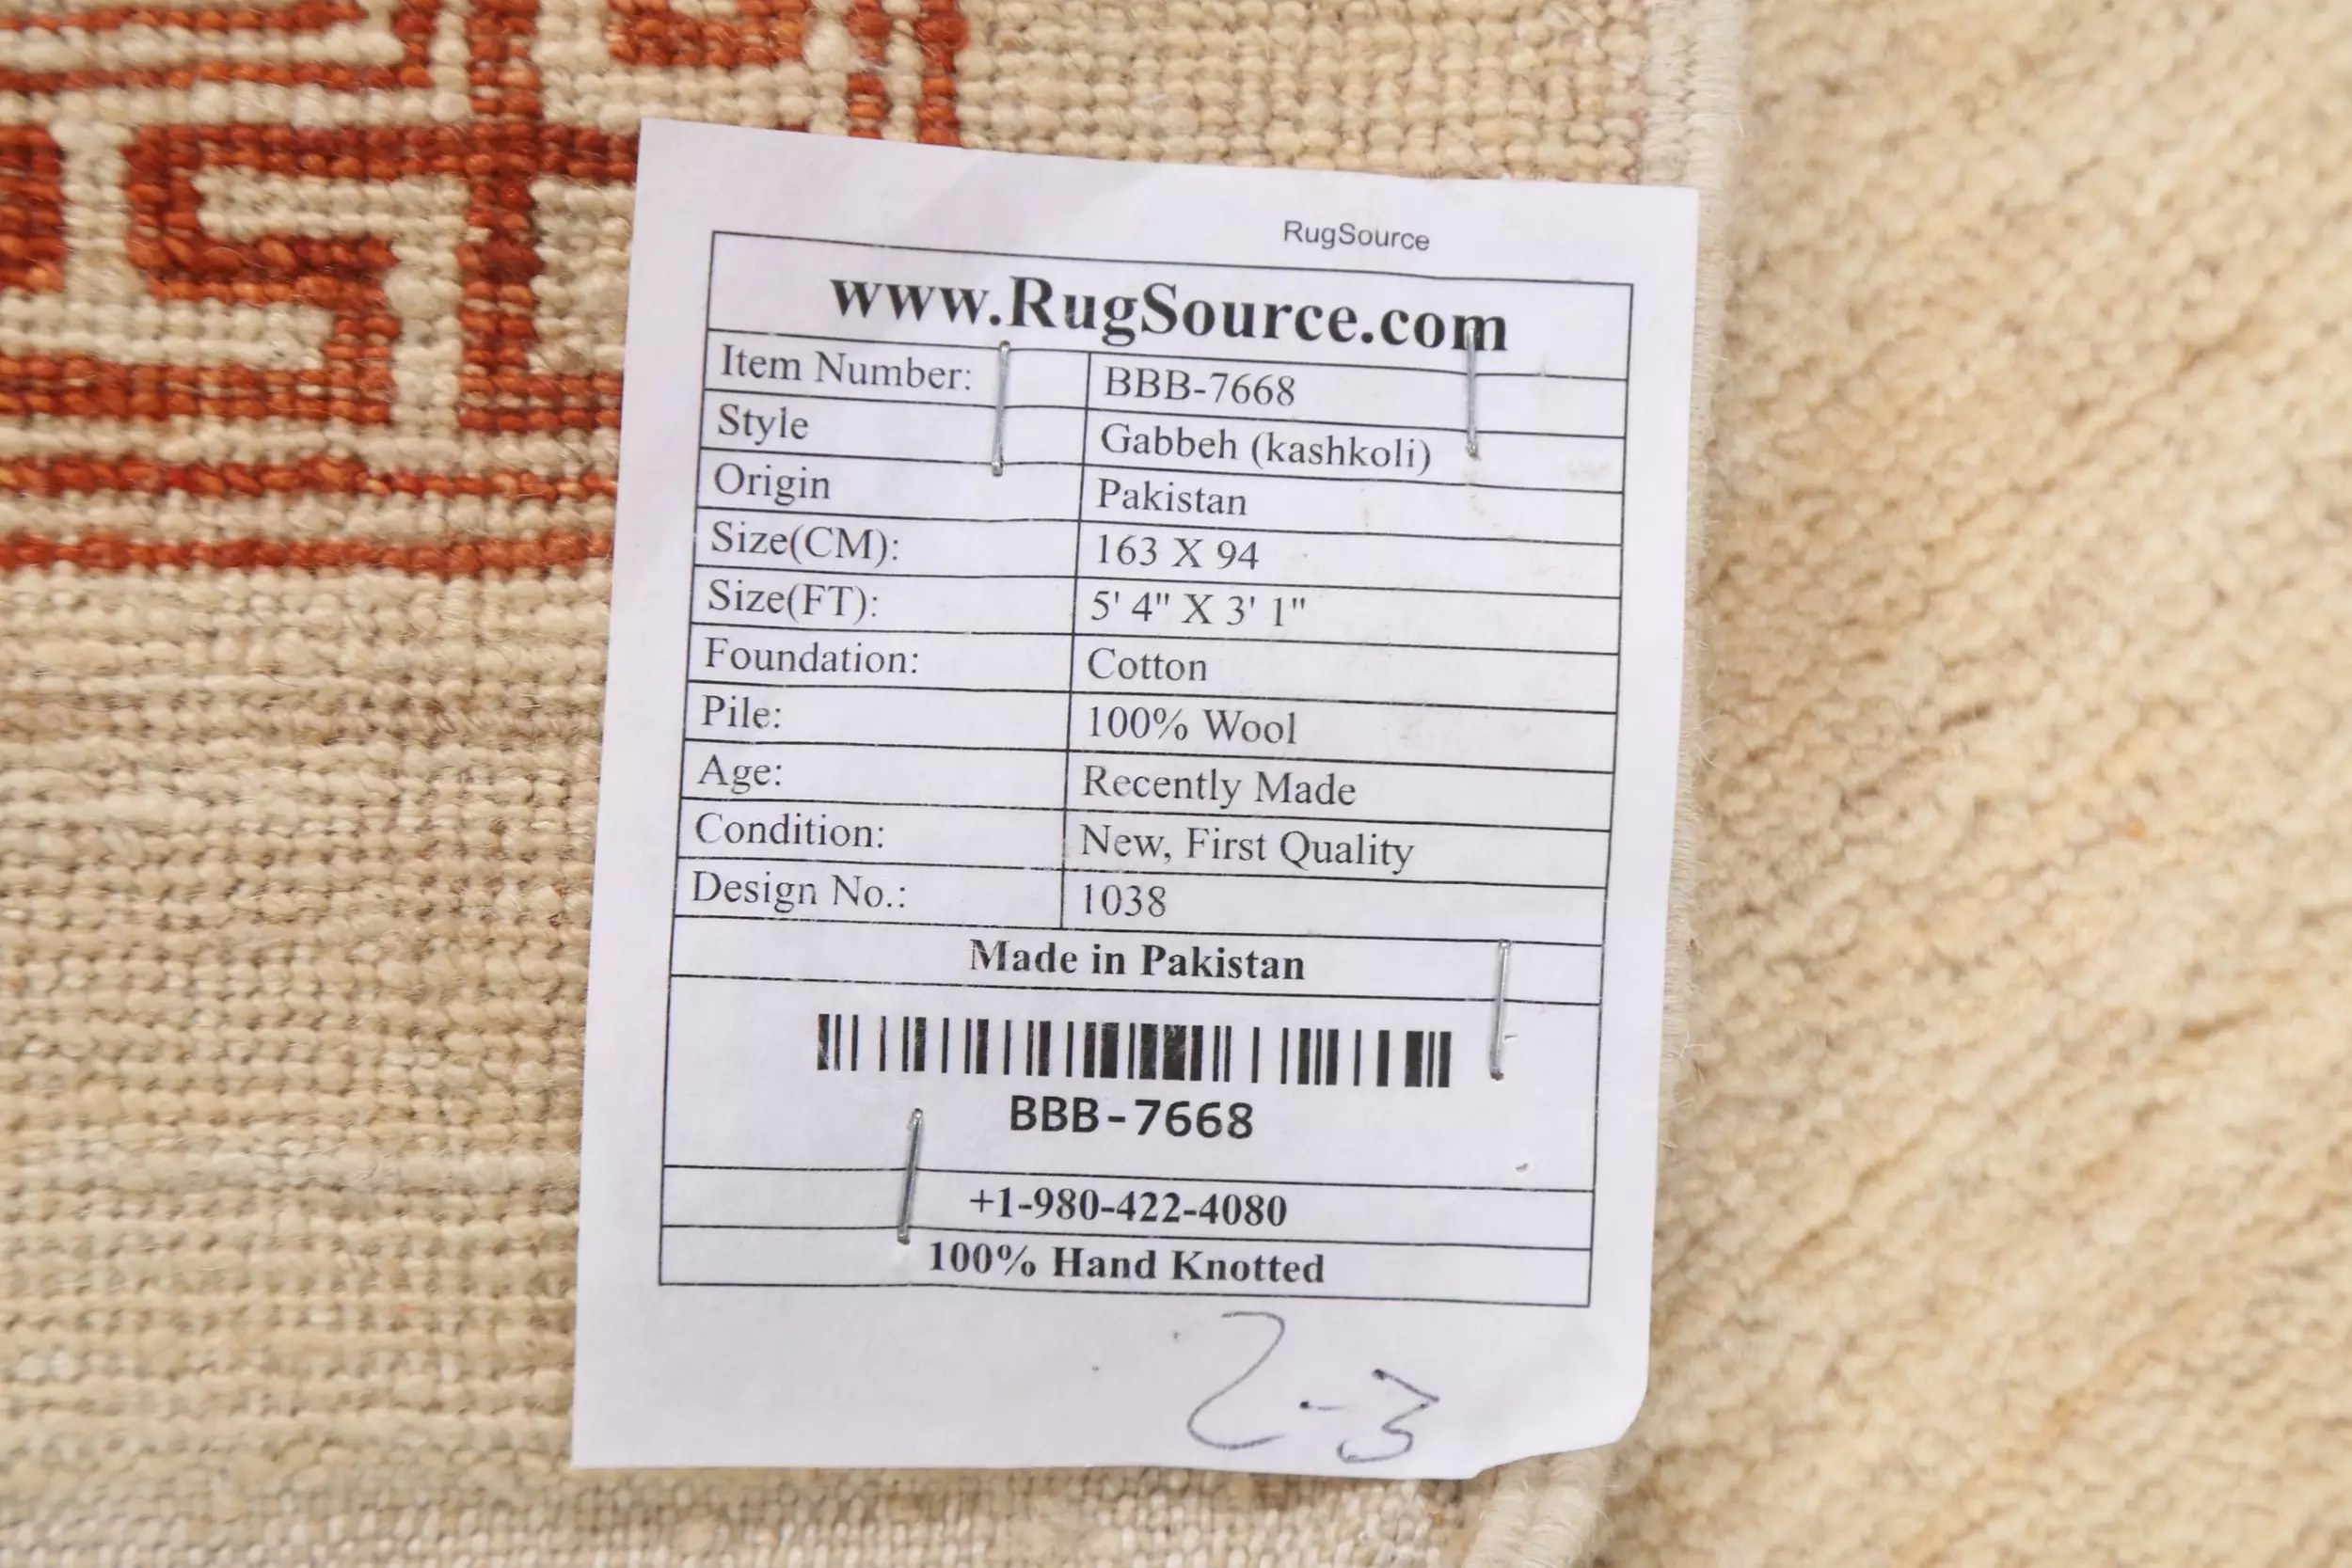 RugSource
www.RugSource.com
Item Number: BBB-7668
Style Gabbeh (kashkoli)
Origin Pakistan
Size(CM): 163 X 94
Size(FT): 5' 4" X 3' 1"
Foundation: Cotton
Pile: 100% Wool
Age: Recently Made
Condition: New, First Quality
Design No.: 1038
Made in Pakistan
BBB-7668
+1-980-422-4080
100% Hand Knotted
2-3